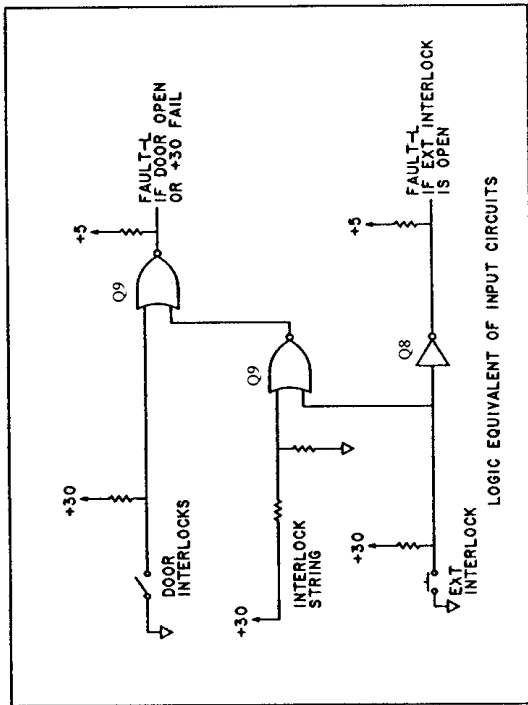 +5
FAULT-L
IF DOOR OPEN
OR +30 FAIL
Q9
+30
DOOR
INTERLOCKS
Q9
+30
INTERLOCK
STRING
+5
FAULT-L
IF EXT INTERLOCK
IS OPEN
Q8
+30
EXT
INTERLOCK
LOGIC EQUIVALENT OF INPUT CIRCUITS